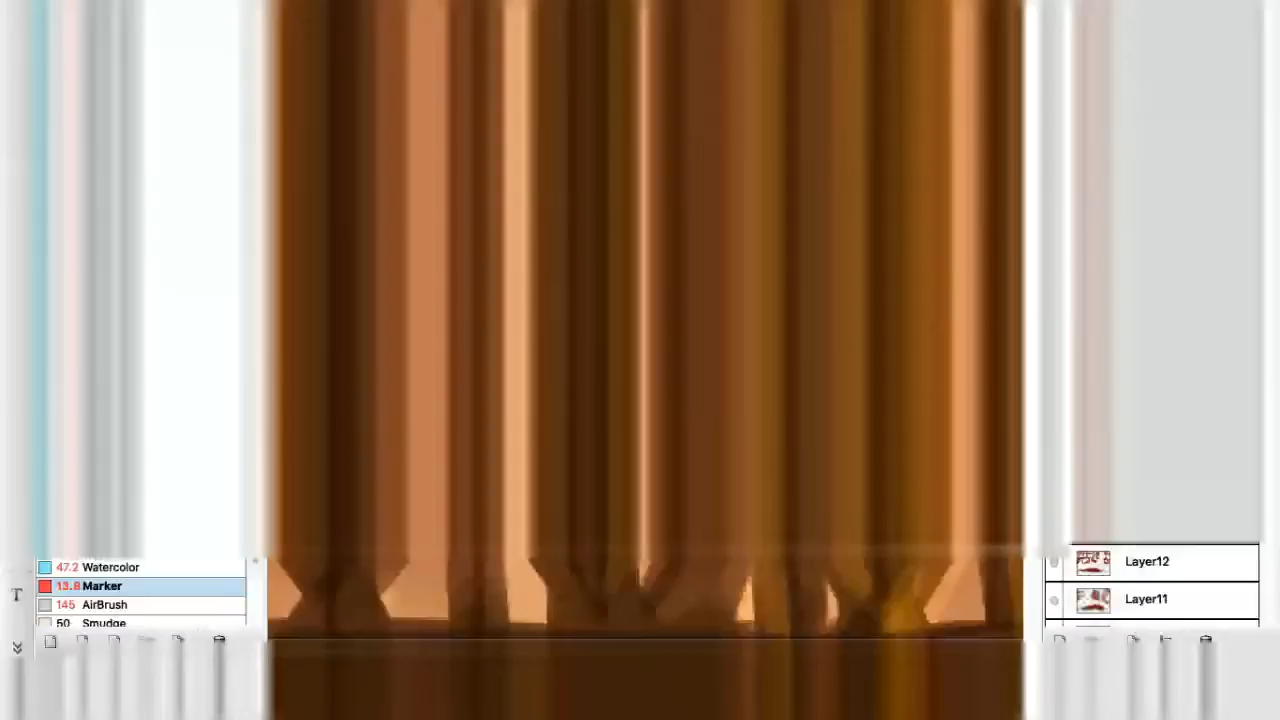 47.2 Watercolor
13.8 Marker
T
145 AirBrush
50 Smudge
Layer12
Layer11